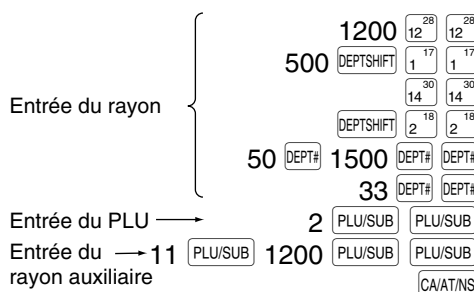 1200 12 28 12 28
500 DEPTSHIFT 1 17 1 17
14 30 14 30
Entrée du rayon
DEPTSHIFT 2 18 2 18
50 DEPT# 1500 DEPT# DEPT#
33 DEPT# DEPT#
Entrée du PLU 2 PLU/SUB PLU/SUB
Entrée du 11 PLU/SUB 1200 PLU/SUB PLU/SUB
rayon auxiliaire
CA/AT/NS